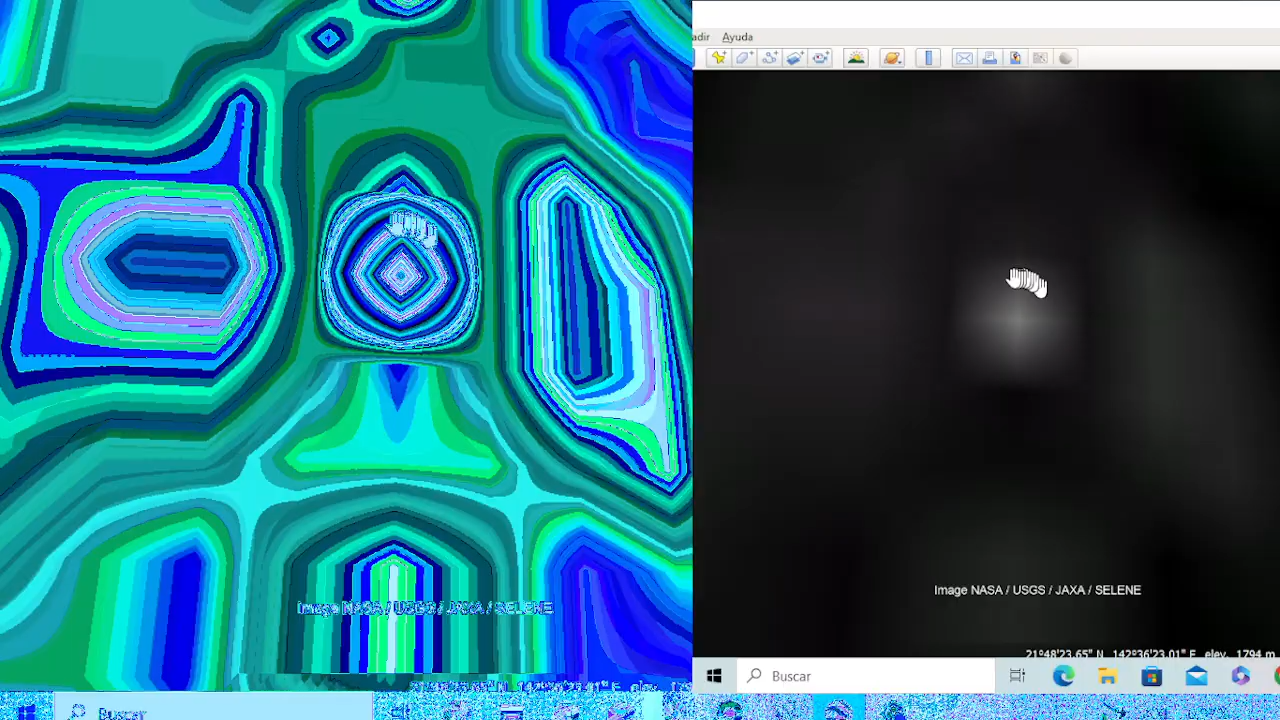 adir Ayuda
Image NASA / USGS / JAXA / SELENE
Image NASA / USGS / JAXA / SELENE
21°48'23.65" N 142°36'23.01" E elev. 1794 m
Buscar
Buscar